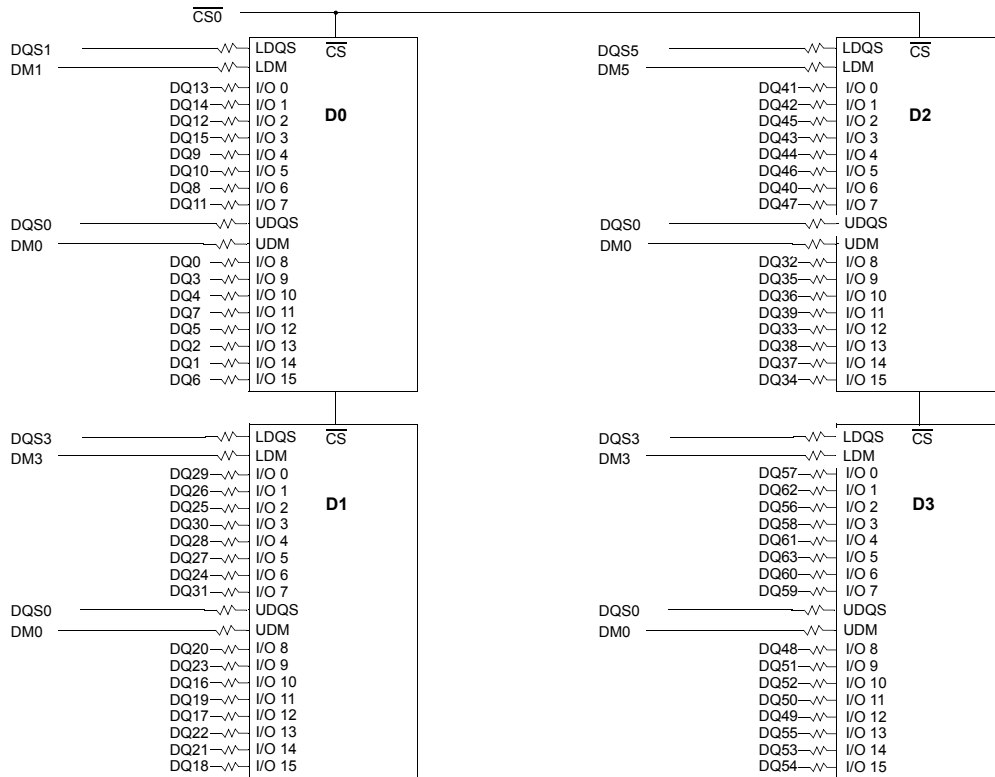 CS0
CS
DQS1 LDQS
DM1 LDM
DQ13 I/O 0
DQ14 I/O 1
DQ12 I/O 2
DQ15 I/O 3
DQ9 I/O 4
DQ10 I/O 5
DQ8 I/O 6
DQ11 I/O 7
D0
DQS0 UDQS
DM0 UDM
DQ0 I/O 8
DQ3 I/O 9
DQ4 I/O 10
DQ7 I/O 11
DQ5 I/O 12
DQ2 I/O 13
DQ1 I/O 14
DQ6 I/O 15
CS
DQS5 LDQS
DM5 LDM
DQ41 I/O 0
DQ42 I/O 1
DQ45 I/O 2
DQ43 I/O 3
DQ44 I/O 4
DQ46 I/O 5
DQ40 I/O 6
DQ47 I/O 7
D2
DQS0 UDQS
DM0 UDM
DQ32 I/O 8
DQ35 I/O 9
DQ36 I/O 10
DQ39 I/O 11
DQ33 I/O 12
DQ38 I/O 13
DQ37 I/O 14
DQ34 I/O 15
CS
DQS3 LDQS
DM3 LDM
DQ29 I/O 0
DQ26 I/O 1
DQ25 I/O 2
DQ30 I/O 3
DQ28 I/O 4
DQ27 I/O 5
DQ24 I/O 6
DQ31 I/O 7
D1
DQS0 UDQS
DM0 UDM
DQ20 I/O 8
DQ23 I/O 9
DQ16 I/O 10
DQ19 I/O 11
DQ17 I/O 12
DQ22 I/O 13
DQ21 I/O 14
DQ18 I/O 15
CS
DQS3 LDQS
DM3 LDM
DQ57 I/O 0
DQ62 I/O 1
DQ56 I/O 2
DQ58 I/O 3
DQ61 I/O 4
DQ63 I/O 5
DQ60 I/O 6
DQ59 I/O 7
D3
DQS0 UDQS
DM0 UDM
DQ48 I/O 8
DQ51 I/O 9
DQ52 I/O 10
DQ50 I/O 11
DQ49 I/O 12
DQ55 I/O 13
DQ53 I/O 14
DQ54 I/O 15